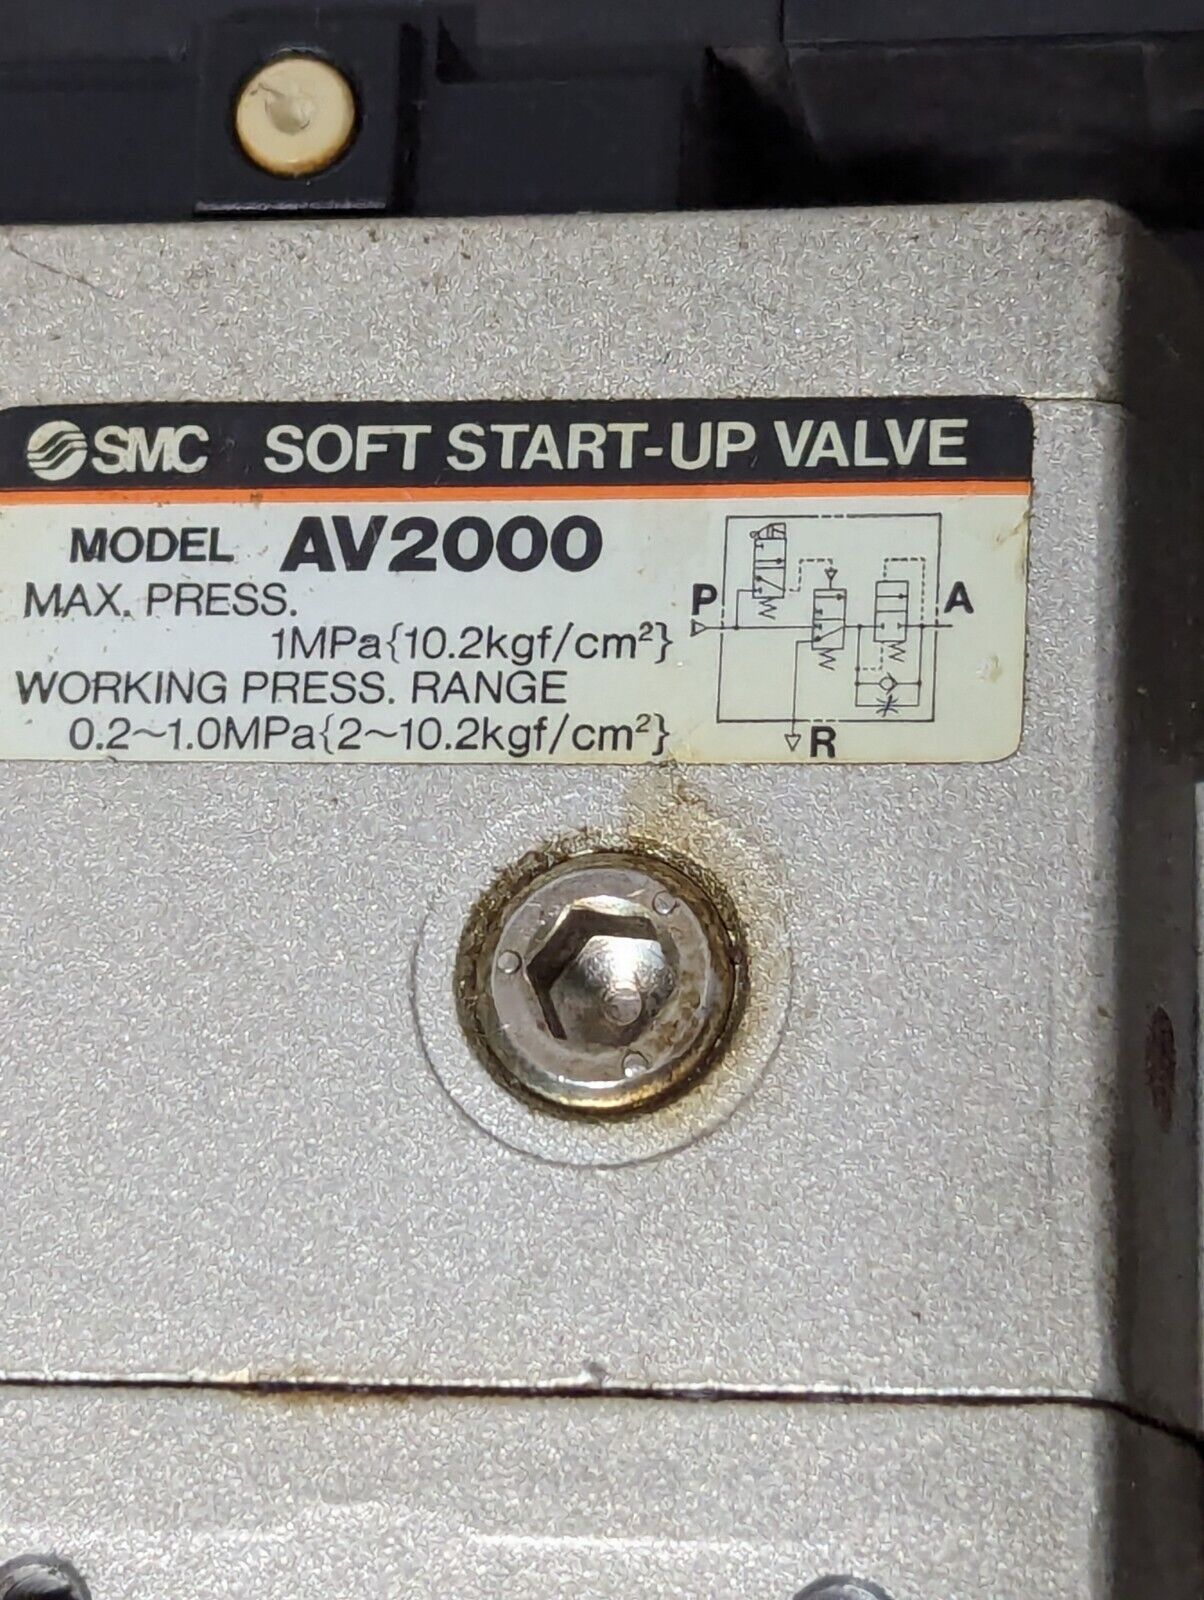 SMC SOFT START-UP VALVE
MODEL AV2000
MAX. PRESS.
1MPa{10.2kgf/cm²}
WORKING PRESS. RANGE
0.2~1.0MPa{2~10.2kgf/cm²}
P
A
R